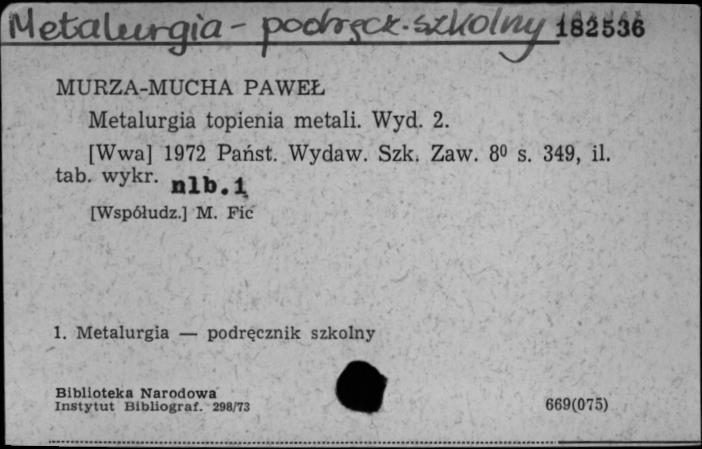 Metalurgia - podręcz. szkolny 182536
MURZA-MUCHA PAWEŁ
Metalurgia topienia metali. Wyd. 2.
[Wwa] 1972 Państ. Wydaw. Szk. Zaw. 8⁰ s. 349, il.
tab. wykr. nlb. 1
[Współudz.] M. Fic
1. Metalurgia — podręcznik szkolny
Biblioteka Narodowa
Instytut Bibliograf. 298/73
669(075)